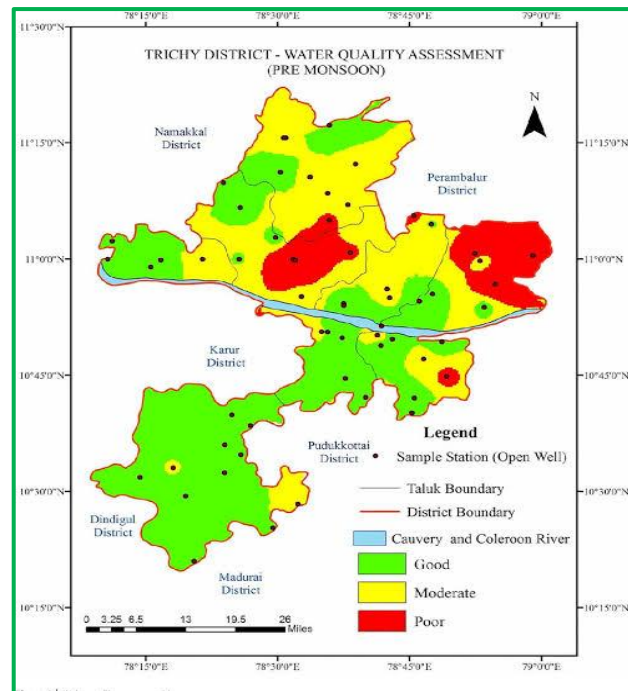 78°15'0"E 78°30'0"E 78°45'0"E 79°0'0"E
11°30'0"N
TRICHY DISTRICT - WATER QUALITY ASSESSMENT
(PRE MONSOON)
N
Namakkal
District
11°15'0"N 11°15'0"N
Perambalur
District
11°0'0"N 11°0'0"N
Karur
District
10°45'0"N 10°45'0"N
Legend
Pudukkottai
District
Sample Station (Open Well)
10°30'0"N 10°30'0"N
Taluk Boundary
District Boundary
Dindigul
District
Cauvery and Coleroon River
Good
Madurai
District
Moderate
10°15'0"N 10°15'0"N
Poor
0 3.25 6.5 13 19.5 26
Miles
78°15'0"E 78°30'0"E 78°45'0"E 79°0'0"E